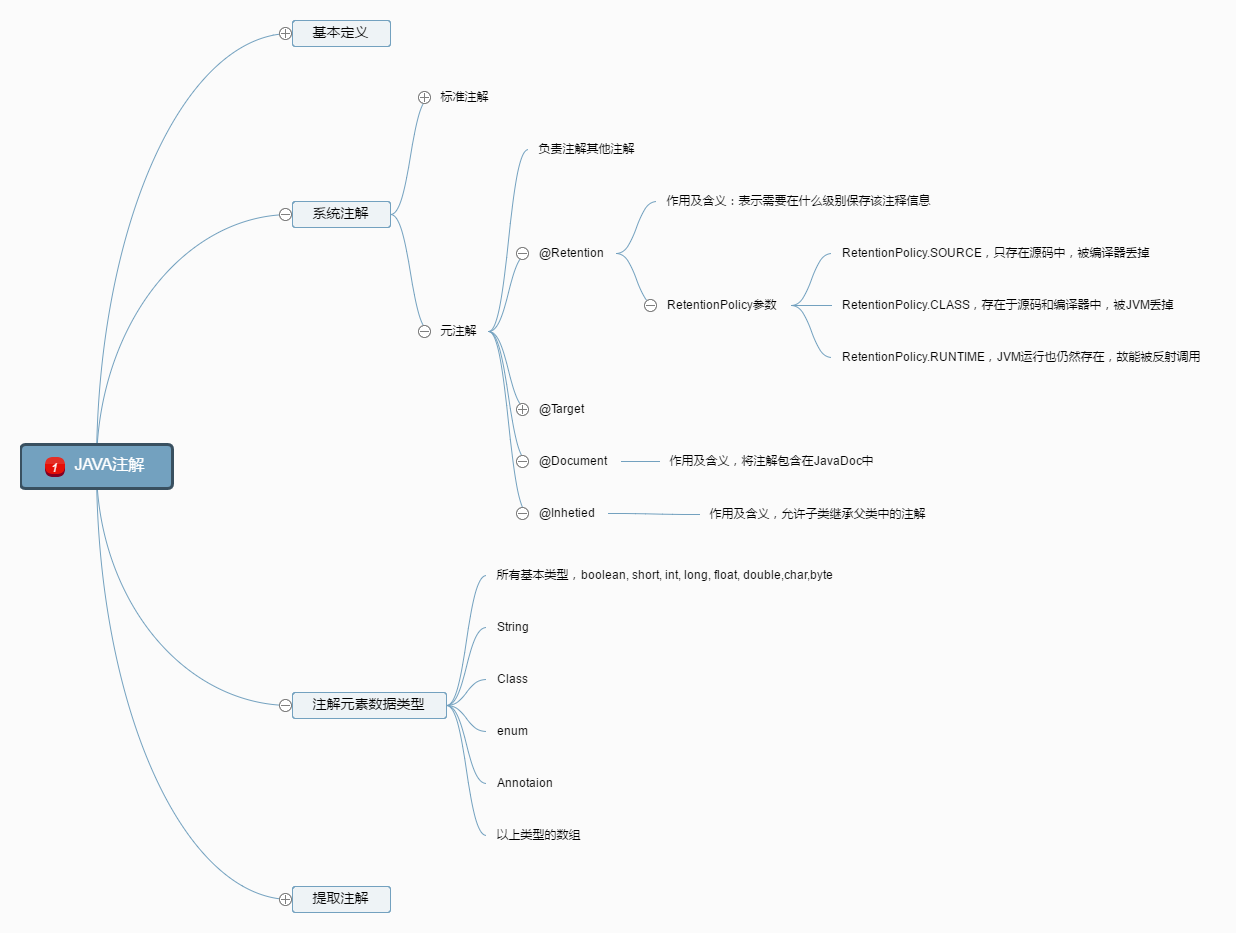 基本定义
标准注解
负责注解其他注解
作用及含义：表示需要在什么级别保存该注释信息
系统注解
@Retention
RetentionPolicy.SOURCE，只存在源码中，被编译器丢掉
RetentionPolicy参数
RetentionPolicy.CLASS，存在于源码和编译器中，被JVM丢掉
元注解
RetentionPolicy.RUNTIME，JVM运行也仍然存在，故能被反射调用
@Target
1 JAVA注解
@Document
作用及含义，将注解包含在JavaDoc中
@Inhetied
作用及含义，允许子类继承父类中的注解
所有基本类型，boolean, short, int, long, float, double,char,byte
String
Class
注解元素数据类型
enum
Annotaion
以上类型的数组
提取注解